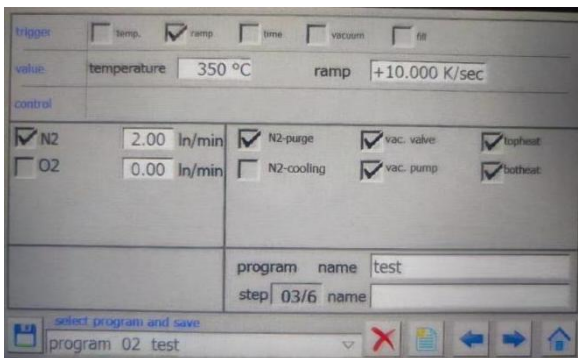 trigger temp. ramp time vacuum fill
value temperature 350 °C ramp +10.000 K/sec
control
N2 2.00 ln/min N2-purge vac. valve topheat
O2 0.00 ln/min N2-cooling vac. pump botheat
program name test
step 03/6 name
select program and save
program 02 test